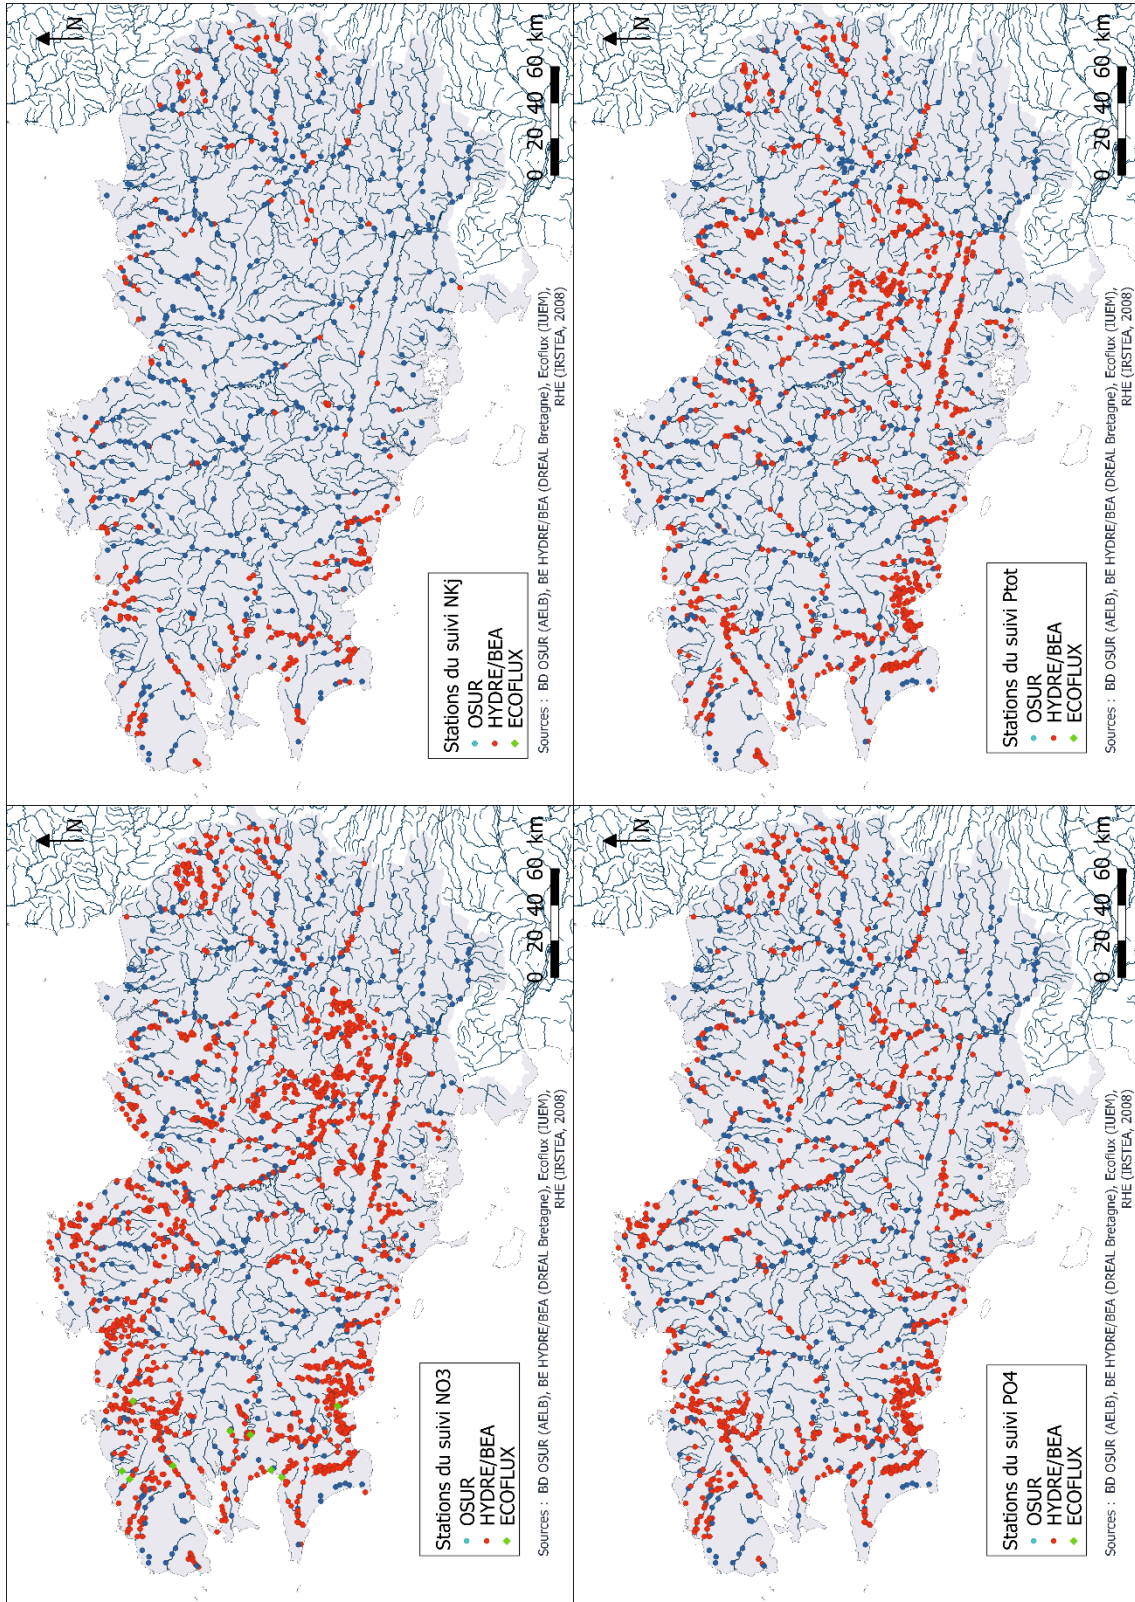 Stations du suivi NO3
OSUR
HYDRE/BEA
ECOFLUX
N
0 20 40 60 km
Sources : BD OSUR (AELB), BE HYDRE/BEA (DREAL Bretagne), Ecoflux (IUEM),
RHE (IRSTEA, 2008)
Stations du suivi NKj
OSUR
HYDRE/BEA
ECOFLUX
N
0 20 40 60 km
Sources : BD OSUR (AELB), BE HYDRE/BEA (DREAL Bretagne), Ecoflux (IUEM),
RHE (IRSTEA, 2008)
Stations du suivi PO4
OSUR
HYDRE/BEA
ECOFLUX
N
0 20 40 60 km
Sources : BD OSUR (AELB), BE HYDRE/BEA (DREAL Bretagne), Ecoflux (IUEM),
RHE (IRSTEA, 2008)
Stations du suivi Ptot
OSUR
HYDRE/BEA
ECOFLUX
N
0 20 40 60 km
Sources : BD OSUR (AELB), BE HYDRE/BEA (DREAL Bretagne), Ecoflux (IUEM),
RHE (IRSTEA, 2008)